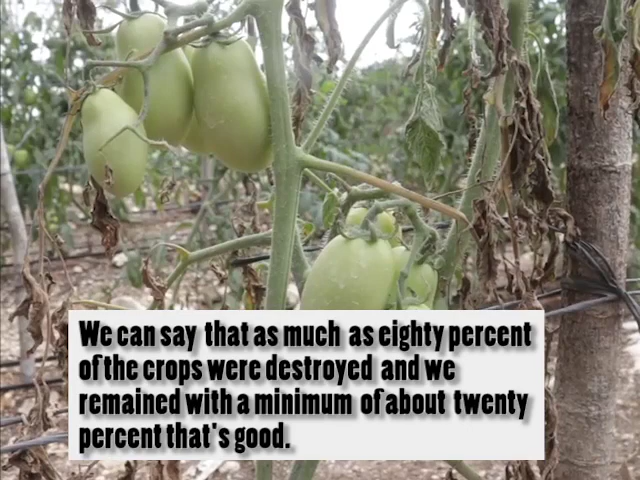 We can say that as much as eighty percent
of the crops were destroyed and we
remained with a minimum of about twenty
percent that's good.